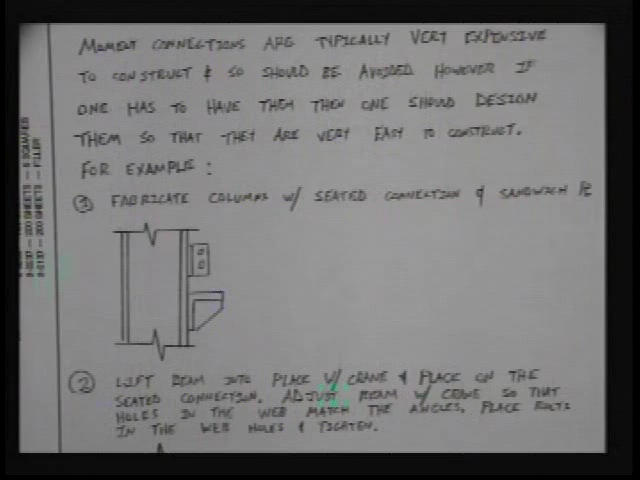 MOMENT CONNECTIONS ARE TYPICALLY VERY EXPENSIVE
TO CONSTRUCT & SO SHOULD BE AVOIDED HOWEVER IF
ONE HAS TO HAVE THEM THEN ONE SHOULD DESIGN
THEM SO THAT THEY ARE VERY EASY TO CONSTRUCT.
FOR EXAMPLE:
① FABRICATE COLUMNS W/ SEATED CONNECTION & SANDWICH PL
② LIFT BEAM INTO PLACE W/ CRANE & PLACE ON THE
SEATED CONNECTION. ADJUST BEAM W/ CRANE SO THAT
HOLES IN THE WEB MATCH THE ANGLES. PLACE BOLTS
IN THE WEB HOLES & TIGHTEN.
200 SHEETS — FILLER